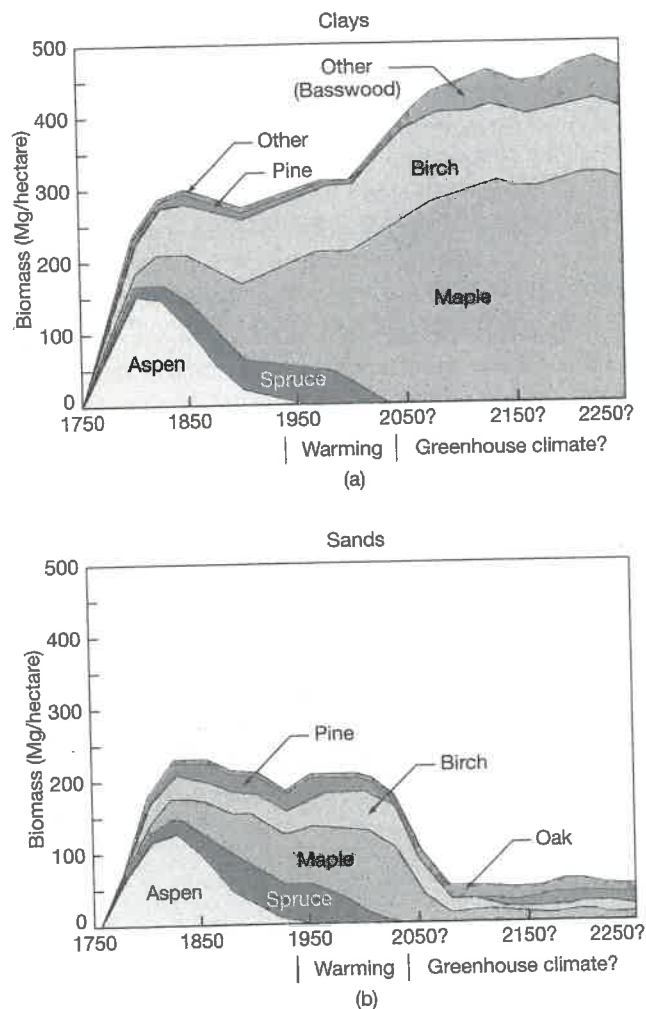 Clays
500
400
300
200
100
0
Biomass (Mg/hectare)
Other
(Basswood)
Other
Pine
Birch
Maple
Aspen
Spruce
1750 1850 1950 2050? 2150? 2250?
Warming Greenhouse climate?
(a)
Sands
500
400
300
200
100
0
Biomass (Mg/hectare)
Pine
Birch
Oak
Maple
Aspen
Spruce
1750 1850 1950 2050? 2150? 2250?
Warming Greenhouse climate?
(b)